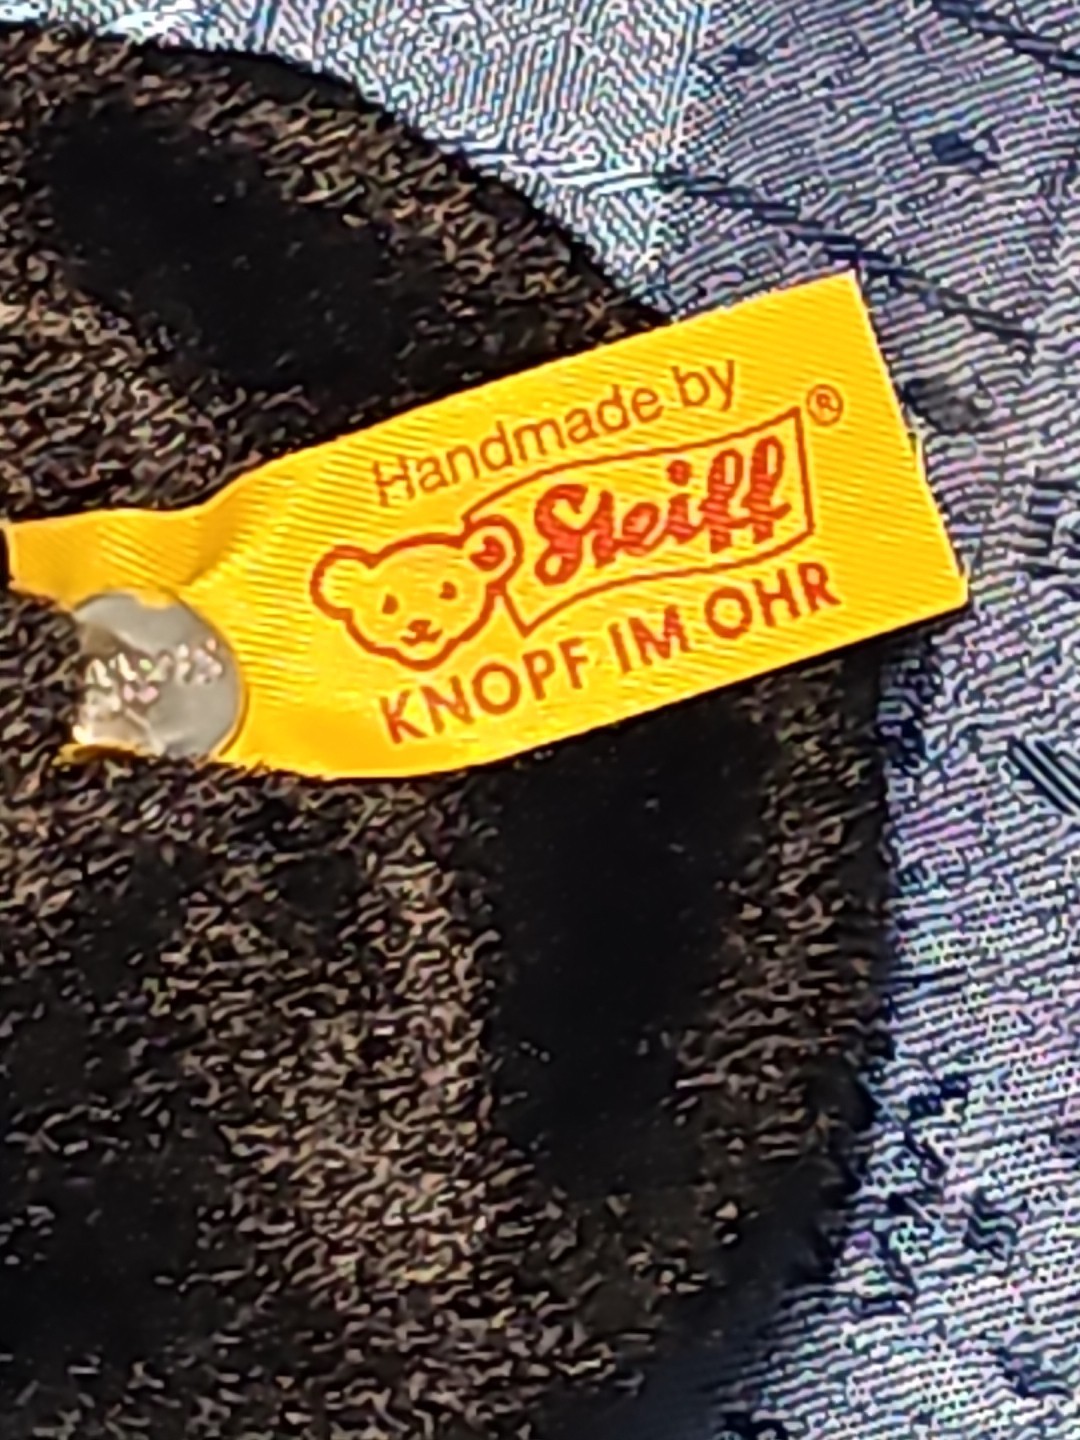 Handmade by
Steiff®
KNOPF IM OHR